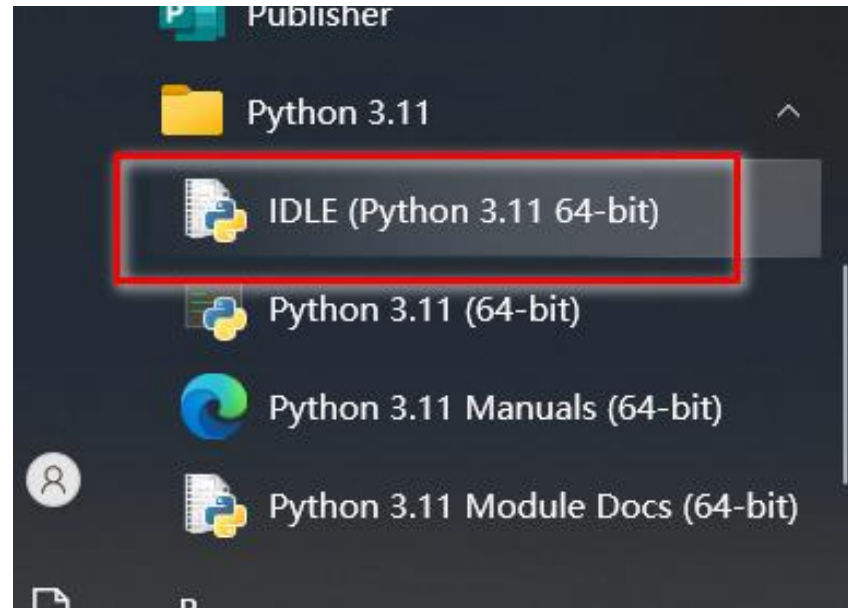 Publisher
Python 3.11
IDLE (Python 3.11 64-bit)
Python 3.11 (64-bit)
Python 3.11 Manuals (64-bit)
Python 3.11 Module Docs (64-bit)